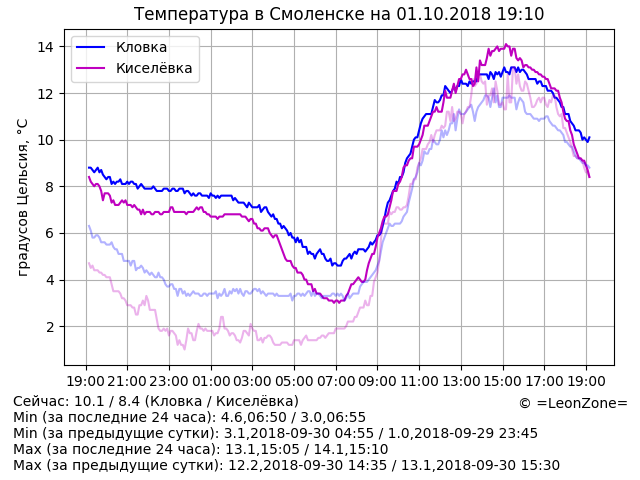 Температура в Смоленске на 01.10.2018 19:10
градусов Цельсия, °C
14
12
10
8
6
4
2
Кловка
Киселёвка
19:00 21:00 23:00 01:00 03:00 05:00 07:00 09:00 11:00 13:00 15:00 17:00 19:00
Сейчас: 10.1 / 8.4 (Кловка / Киселёвка)
© =LeonZone=
Min (за последние 24 часа): 4.6,06:50 / 3.0,06:55
Min (за предыдущие сутки): 3.1,2018-09-30 04:55 / 1.0,2018-09-29 23:45
Max (за последние 24 часа): 13.1,15:05 / 14.1,15:10
Max (за предыдущие сутки): 12.2,2018-09-30 14:35 / 13.1,2018-09-30 15:30